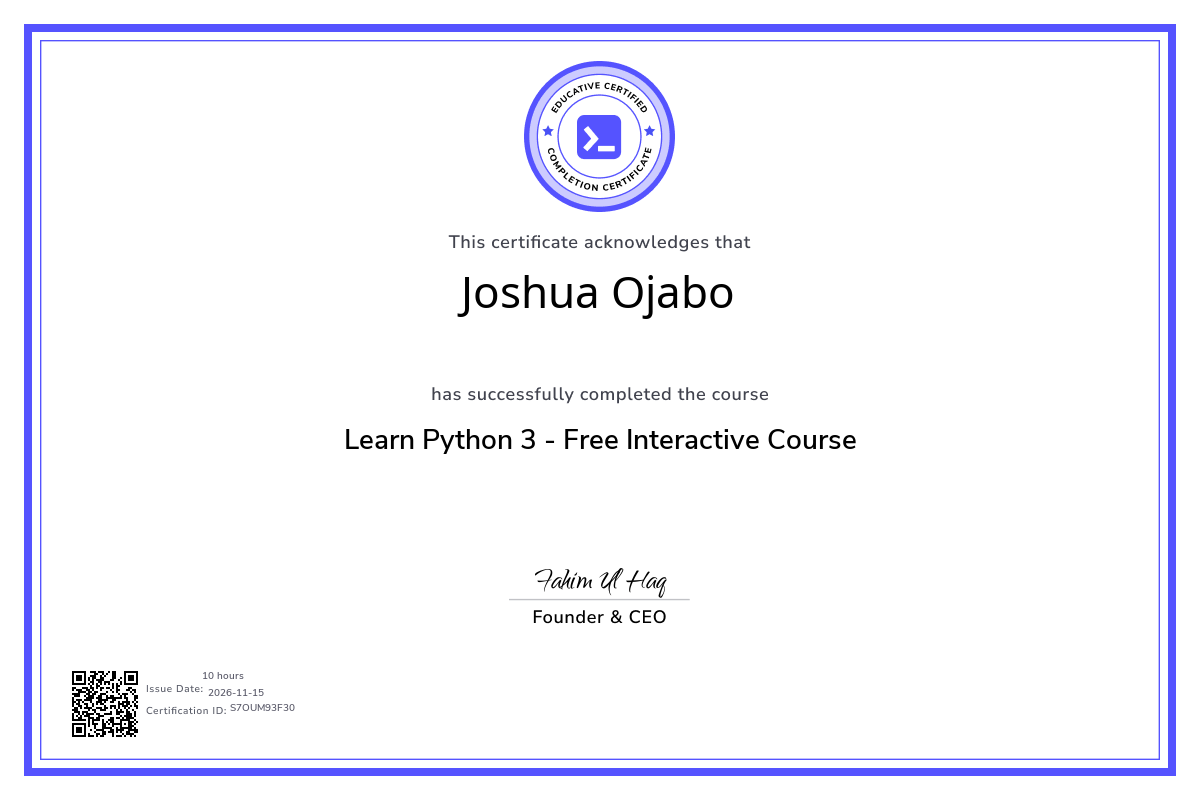 EDUCATIVE CERTIFIED
COMPLETION CERTIFICATE
This certificate acknowledges that
Joshua Ojabo
has successfully completed the course
Learn Python 3 - Free Interactive Course
Fahim Ul Haq
Founder & CEO
10 hours
Issue Date: 2026-11-15
Certification ID: S7OUM93F30